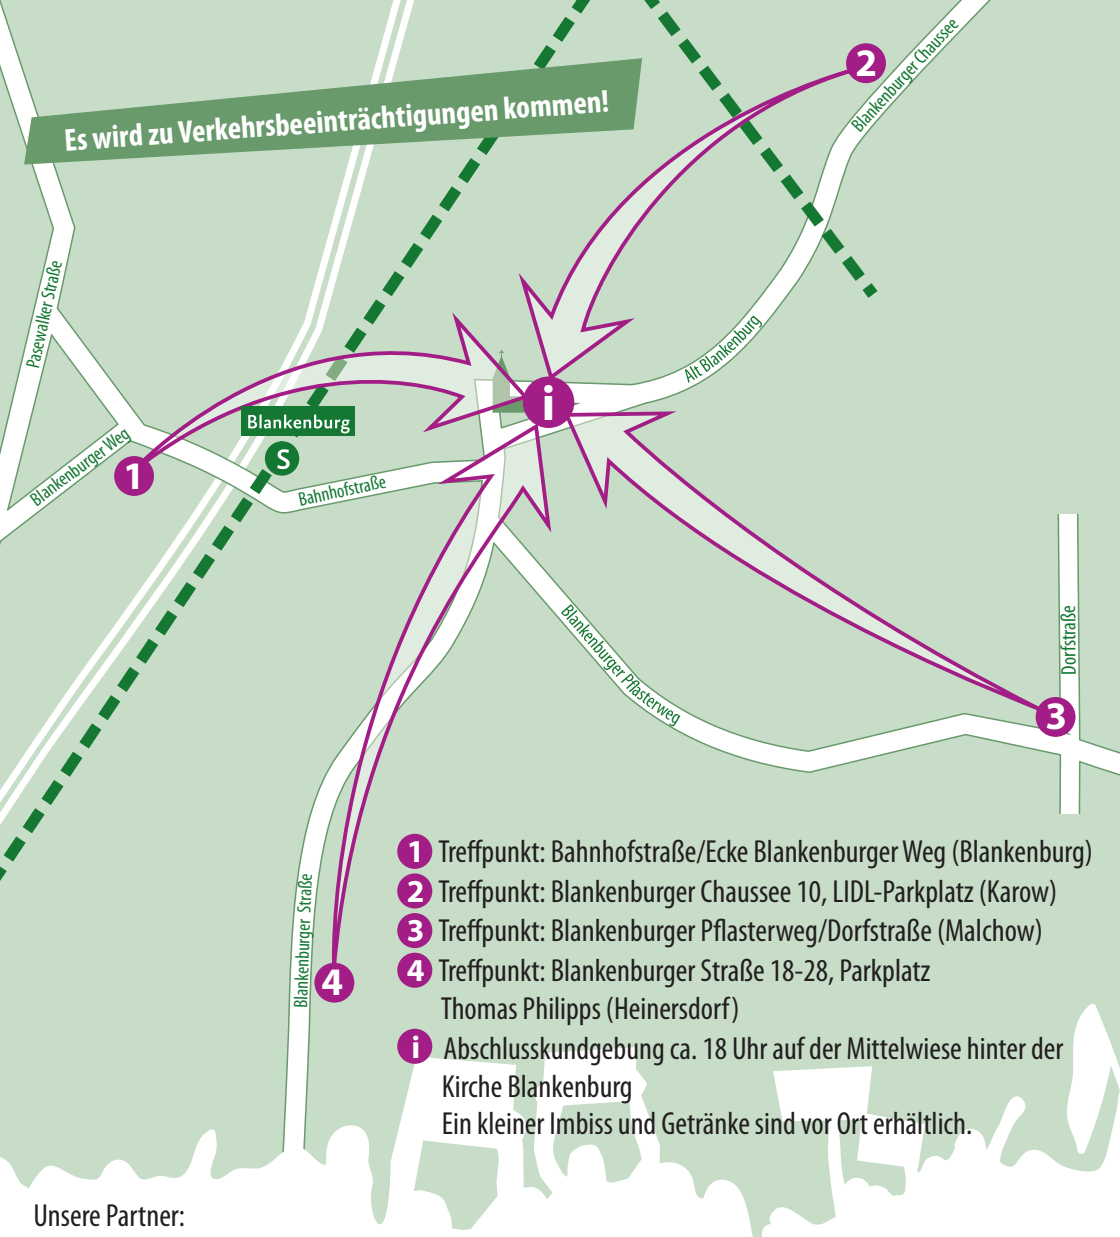 Es wird zu Verkehrsbeeinträchtigungen kommen!
2
Blankenburger Chaussee
Pasewalker Straße
Alt Blankenburg
i
Blankenburg
S
Blankenburger Weg
1
Bahnhofstraße
Blankenburger Pflasterweg
Dorfstraße
3
Blankenburger Straße
4
1 Treffpunkt: Bahnhofstraße/Ecke Blankenburger Weg (Blankenburg)
2 Treffpunkt: Blankenburger Chaussee 10, LIDL-Parkplatz (Karow)
3 Treffpunkt: Blankenburger Pflasterweg/Dorfstraße (Malchow)
4 Treffpunkt: Blankenburger Straße 18-28, Parkplatz
Thomas Philipps (Heinersdorf)
i Abschlusskundgebung ca. 18 Uhr auf der Mittelwiese hinter der
Kirche Blankenburg
Ein kleiner Imbiss und Getränke sind vor Ort erhältlich.
Unsere Partner: